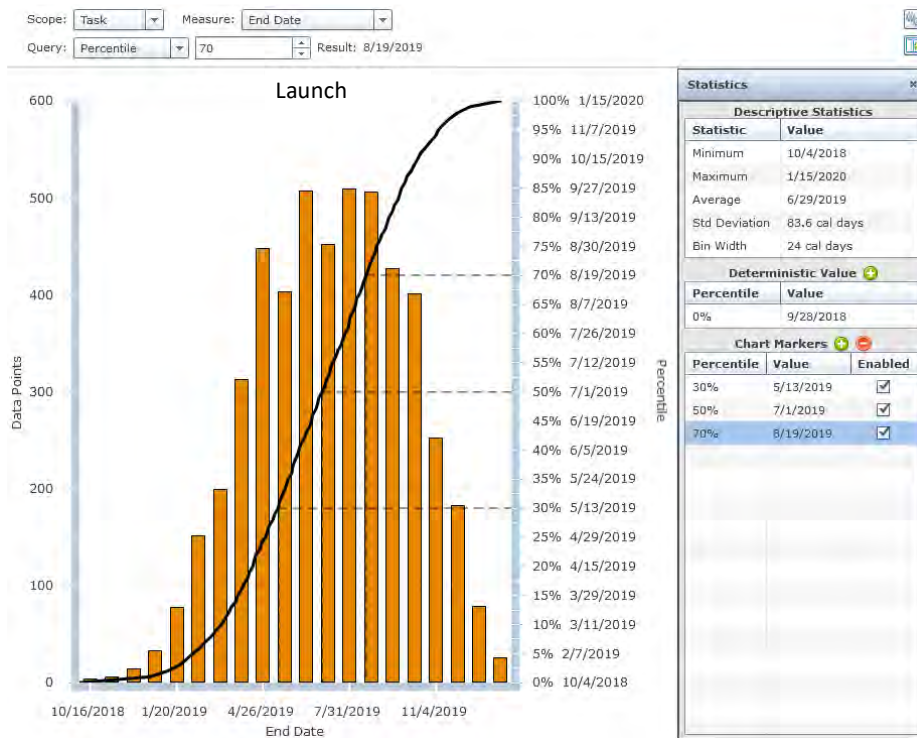 Scope: Task Measure: End Date
Query: Percentile 70 Result: 8/19/2019
Launch
600
500
400
300
200
100
0
Data Points
10/16/2018 1/20/2019 4/26/2019 7/31/2019 11/4/2019
End Date
100% 1/15/2020
95% 11/7/2019
90% 10/15/2019
85% 9/27/2019
80% 9/13/2019
75% 8/30/2019
70% 8/19/2019
65% 8/7/2019
60% 7/26/2019
55% 7/12/2019
50% 7/1/2019
45% 6/19/2019
40% 6/5/2019
35% 5/24/2019
30% 5/13/2019
25% 4/29/2019
20% 4/15/2019
15% 3/29/2019
10% 3/11/2019
5% 2/7/2019
0% 10/4/2018
Percentile
Statistics
Descriptive Statistics
Statistic Value
Minimum 10/4/2018
Maximum 1/15/2020
Average 6/29/2019
Std Deviation 83.6 cal days
Bin Width 24 cal days
Deterministic Value
Percentile Value
0% 9/28/2018
Chart Markers
Percentile Value Enabled
30% 5/13/2019
50% 7/1/2019
70% 8/19/2019